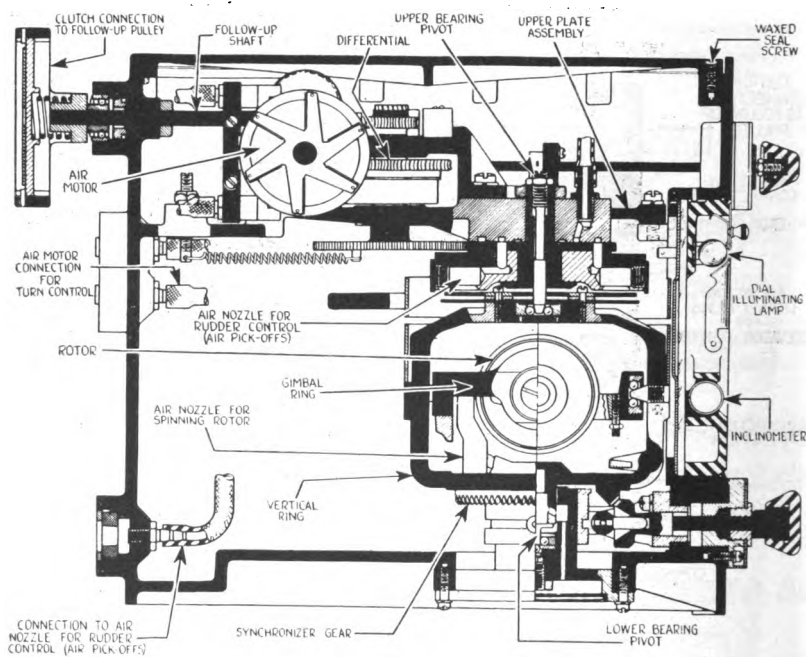 CLUTCH CONNECTION
TO FOLLOW-UP PULLEY
FOLLOW-UP
SHAFT
DIFFERENTIAL
UPPER BEARING
PIVOT
UPPER PLATE
ASSEMBLY
WAXED
SEAL
SCREW
AIR
MOTOR
AIR MOTOR
CONNECTION
FOR
TURN CONTROL
AIR NOZZLE FOR
RUDDER CONTROL
(AIR PICK-OFFS)
DIAL
ILLUMINATING
LAMP
ROTOR
GIMBAL
RING
AIR NOZZLE FOR
SPINNING ROTOR
INCLINOMETER
VERTICAL
RING
CONNECTION TO AIR
NOZZLE FOR RUDDER
CONTROL (AIR PICK-OFFS)
SYNCHRONIZER GEAR
LOWER BEARING
PIVOT